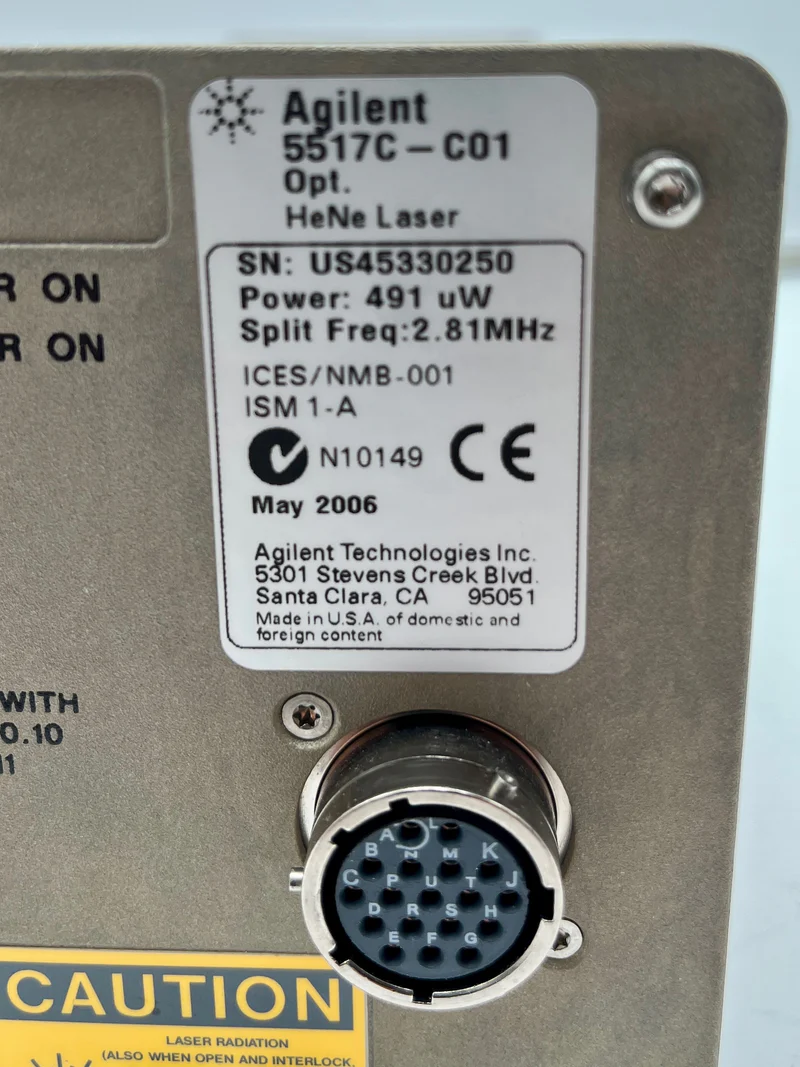 Agilent
5517C – C01
Opt.
HeNe Laser
SN: US45330250
Power: 491 uW
Split Freq:2.81MHz
ICES/NMB-001
ISM 1-A
N10149 CE
May 2006
Agilent Technologies Inc.
5301 Stevens Creek Blvd.
Santa Clara, CA 95051
Made in U.S.A. of domestic and
foreign content
R ON
R ON
WITH
0.10
11
A L
B N M K
C P U T J
D R S H
E F G
CAUTION
LASER RADIATION
(ALSO WHEN OPEN AND INTERLOCK